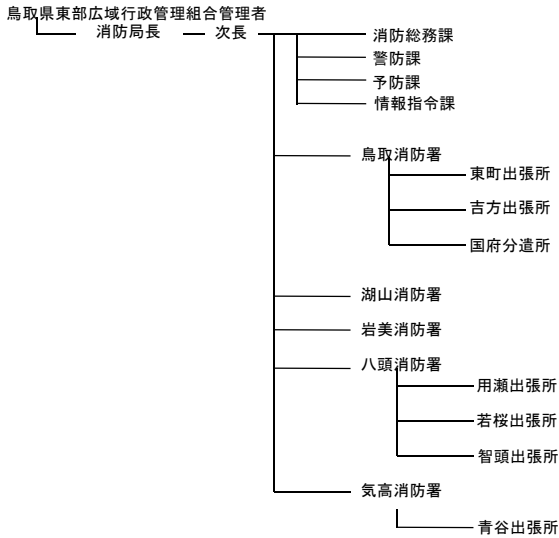 鳥取県東部広域行政管理組合管理者
消防局長 次長 消防総務課
警防課
予防課
情報指令課
鳥取消防署
東町出張所
吉方出張所
国府分遣所
湖山消防署
岩美消防署
八頭消防署
用瀬出張所
若桜出張所
智頭出張所
気高消防署
青谷出張所